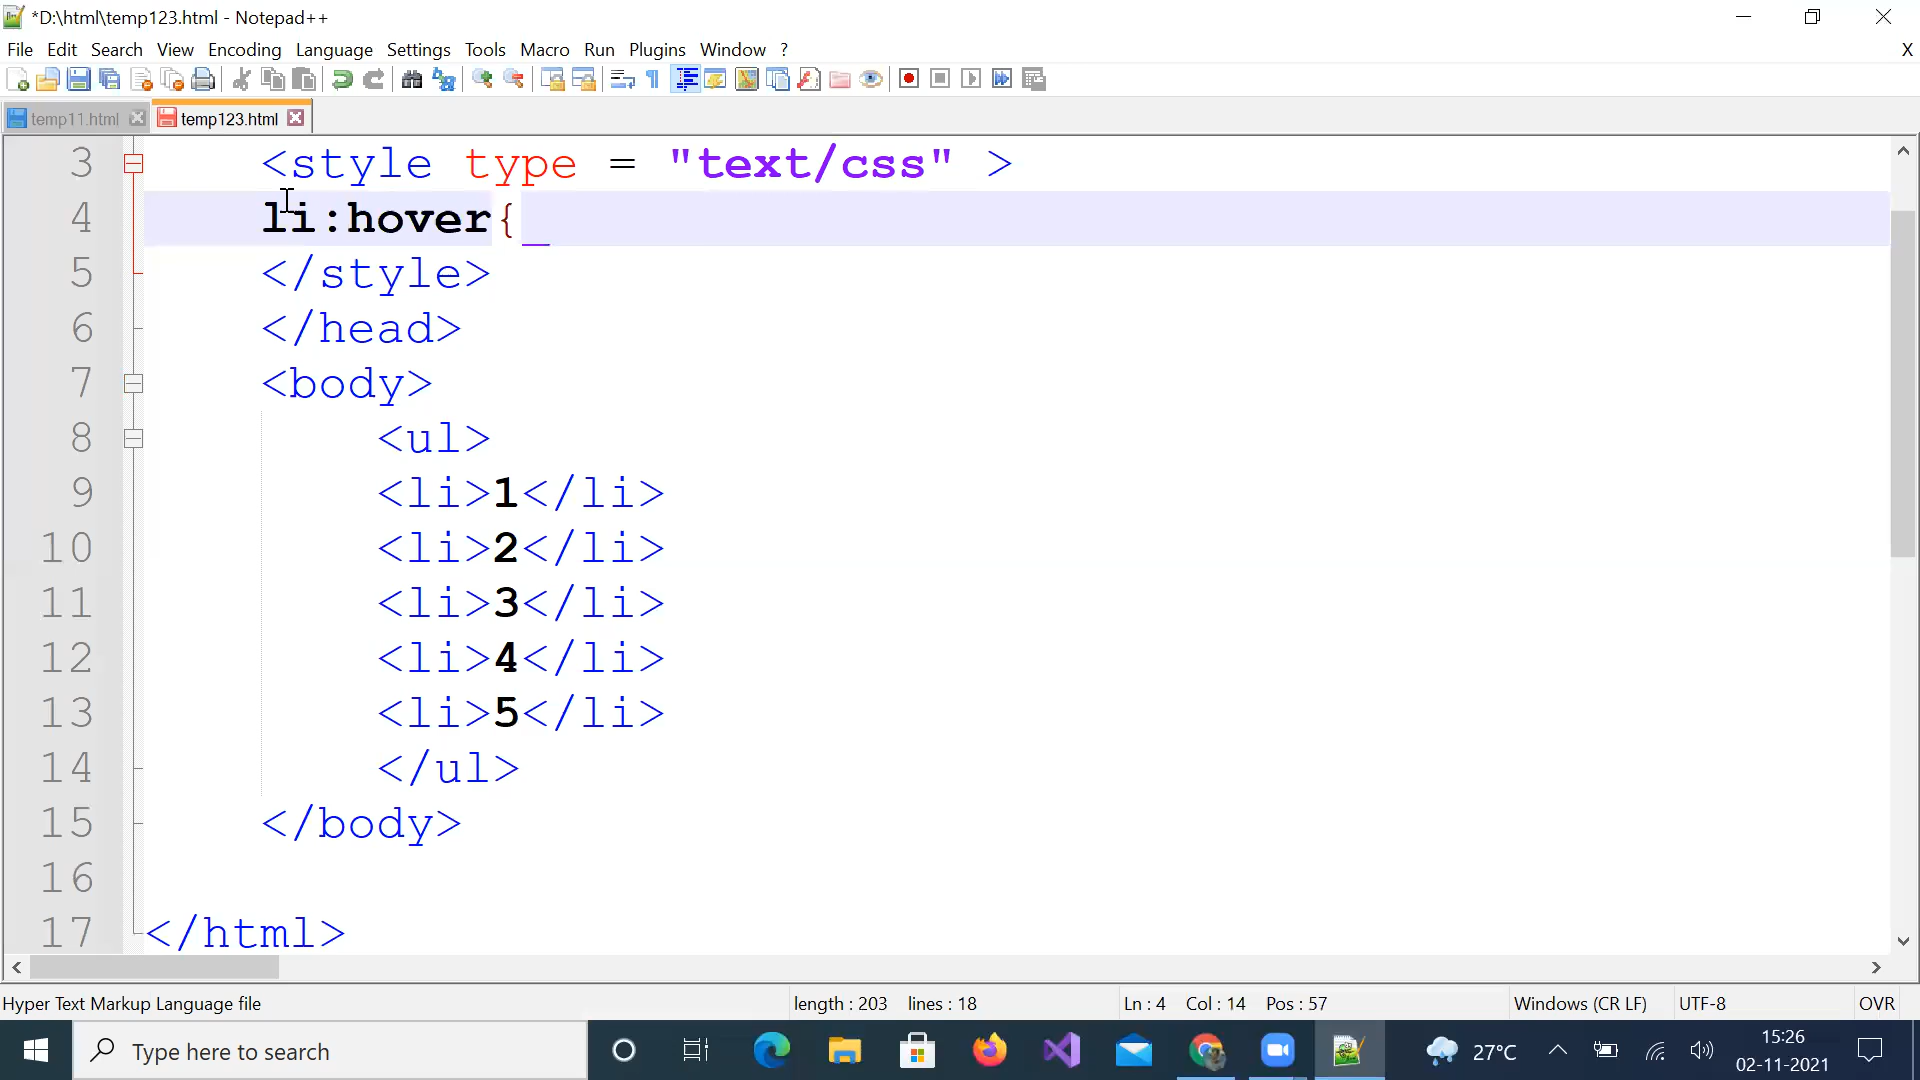 *D:\html\temp123.html - Notepad++
File Edit Search View Encoding Language Settings Tools Macro Run Plugins Window ? X
temp11.html temp123.html
3 <style type = "text/css" >
4 li:hover{
5 </style>
6 </head>
7 <body>
8 <ul>
9 <li>1</li>
10 <li>2</li>
11 <li>3</li>
12 <li>4</li>
13 <li>5</li>
14 </ul>
15 </body>
16
17 </html>
Hyper Text Markup Language file length : 203 lines : 18 Ln : 4 Col : 14 Pos : 57 Windows (CR LF) UTF-8 OVR
Type here to search 27°C 15:26
02-11-2021